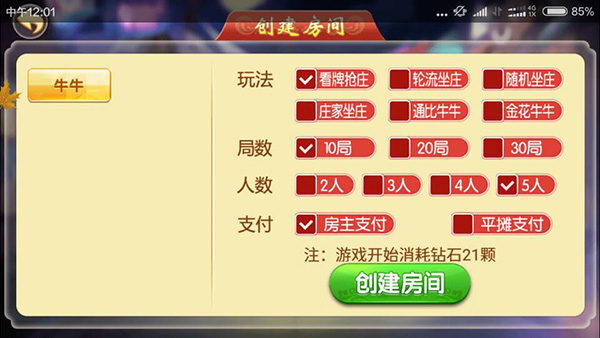 中午12:01
4G
1X
85%
创建房间
牛牛
玩法 看牌抢庄 轮流坐庄 随机坐庄
庄家坐庄 通比牛牛 金花牛牛
局数 10局 20局 30局
人数 2人 3人 4人 5人
支付 房主支付 平摊支付
注：游戏开始消耗钻石21颗
创建房间